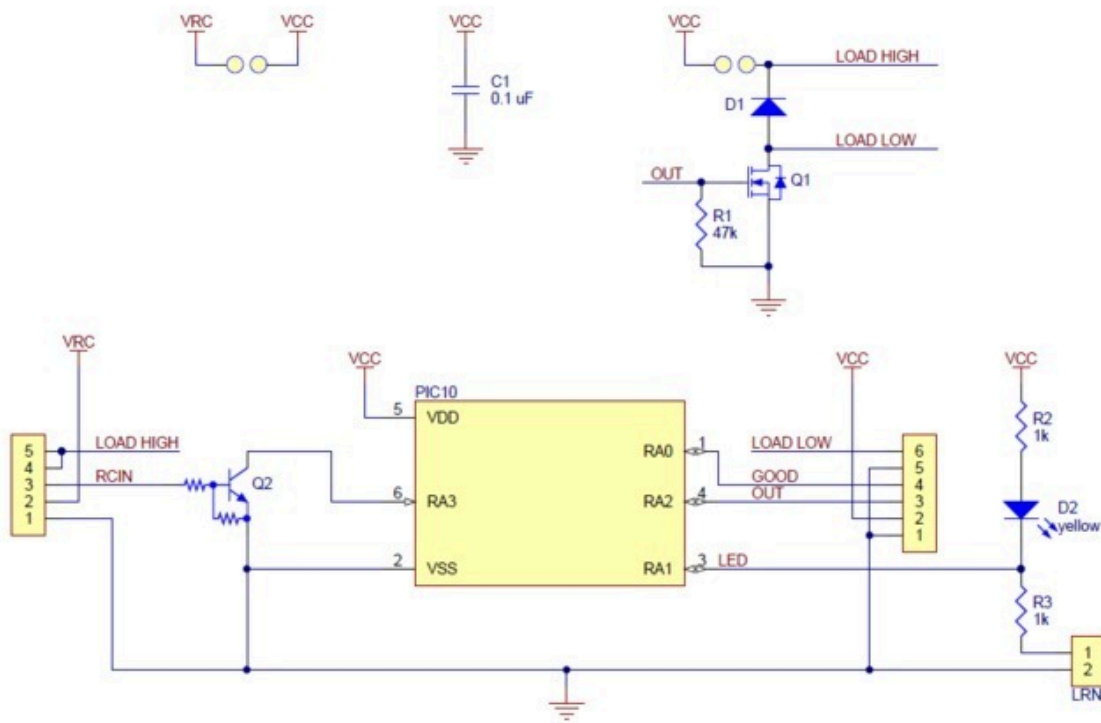 VRC
VCC
VCC
C1
0.1 uF
VCC
LOAD HIGH
D1
LOAD LOW
OUT
Q1
R1
47k
VRC
5
4
3
2
1
LOAD HIGH
RCIN
Q2
VCC
PIC10
5
VDD
6
RA3
2
VSS
RA0
1
RA2
4
RA1
3
LOAD LOW
GOOD
OUT
LED
VCC
6
5
4
3
2
1
VCC
R2
1k
D2
yellow
R3
1k
1
2
LRN